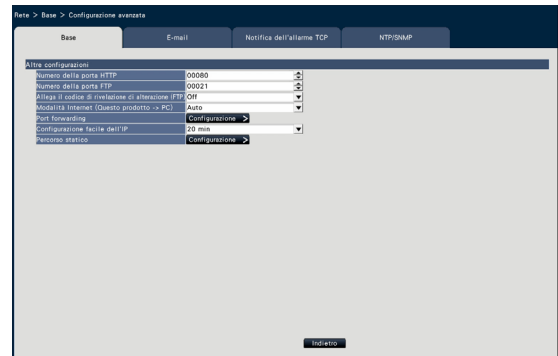 Rete > Base > Configurazione avanzata
Base E-mail Notifica dell'allarme TCP NTP/SNMP
Altre configurazioni
Numero della porta HTTP 00080
Numero della porta FTP 00021
Allega il codice di rivelazione di alterazione (FTP) Off
Modalità Internet (Questo prodotto -> PC) Auto
Port forwarding Configurazione >
Configurazione facile dell'IP 20 min
Percorso statico Configurazione >
Indietro